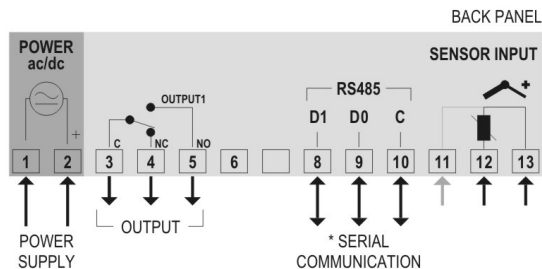 BACK PANEL
POWER
ac/dc
SENSOR INPUT
OUTPUT1
RS485
D1 D0 C
+
+
C NC NO
1 2 3 4 5 6 8 9 10 11 12 13
OUTPUT
POWER
SUPPLY
* SERIAL
COMMUNICATION